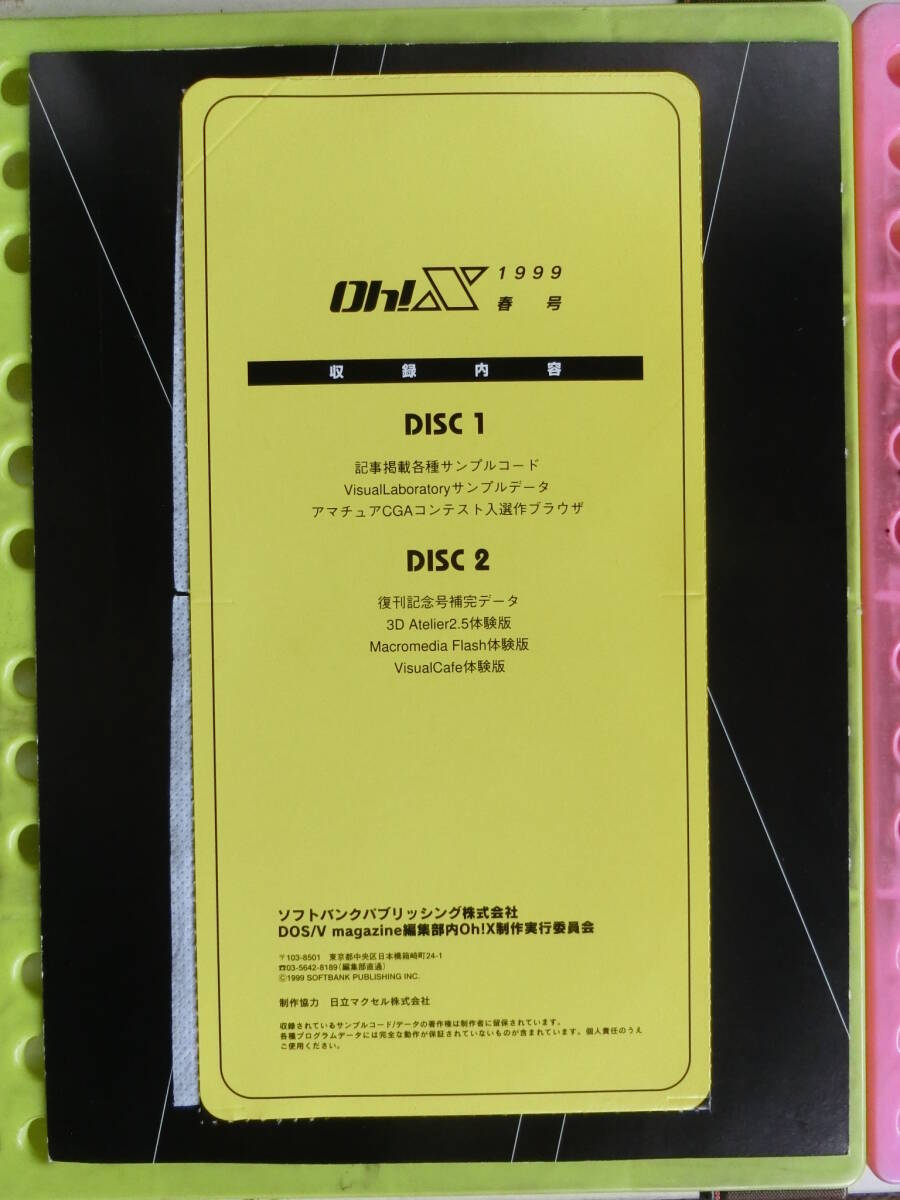 Oh!X 1999
春号
収録内容
DISC 1
記事掲載各種サンプルコード
VisualLaboratoryサンプルデータ
アマチュアCGAコンテスト入選作ブラウザ
DISC 2
復刊記念号補完データ
3D Atelier2.5体験版
Macromedia Flash体験版
VisualCafe体験版
ソフトバンクパブリッシング株式会社
DOS/V magazine編集部内Oh!X制作実行委員会
〒103-8501 東京都中央区日本橋箱崎町24-1
☎03-5642-8189(編集部直通)
©1999 SOFTBANK PUBLISHING INC.
制作協力 日立マクセル株式会社
収録されているサンプルコード/データの著作権は制作者に留保されています。
各種プログラムデータには完全な動作が保証されていないものが含まれています。個人責任のうえ
ご使用ください。